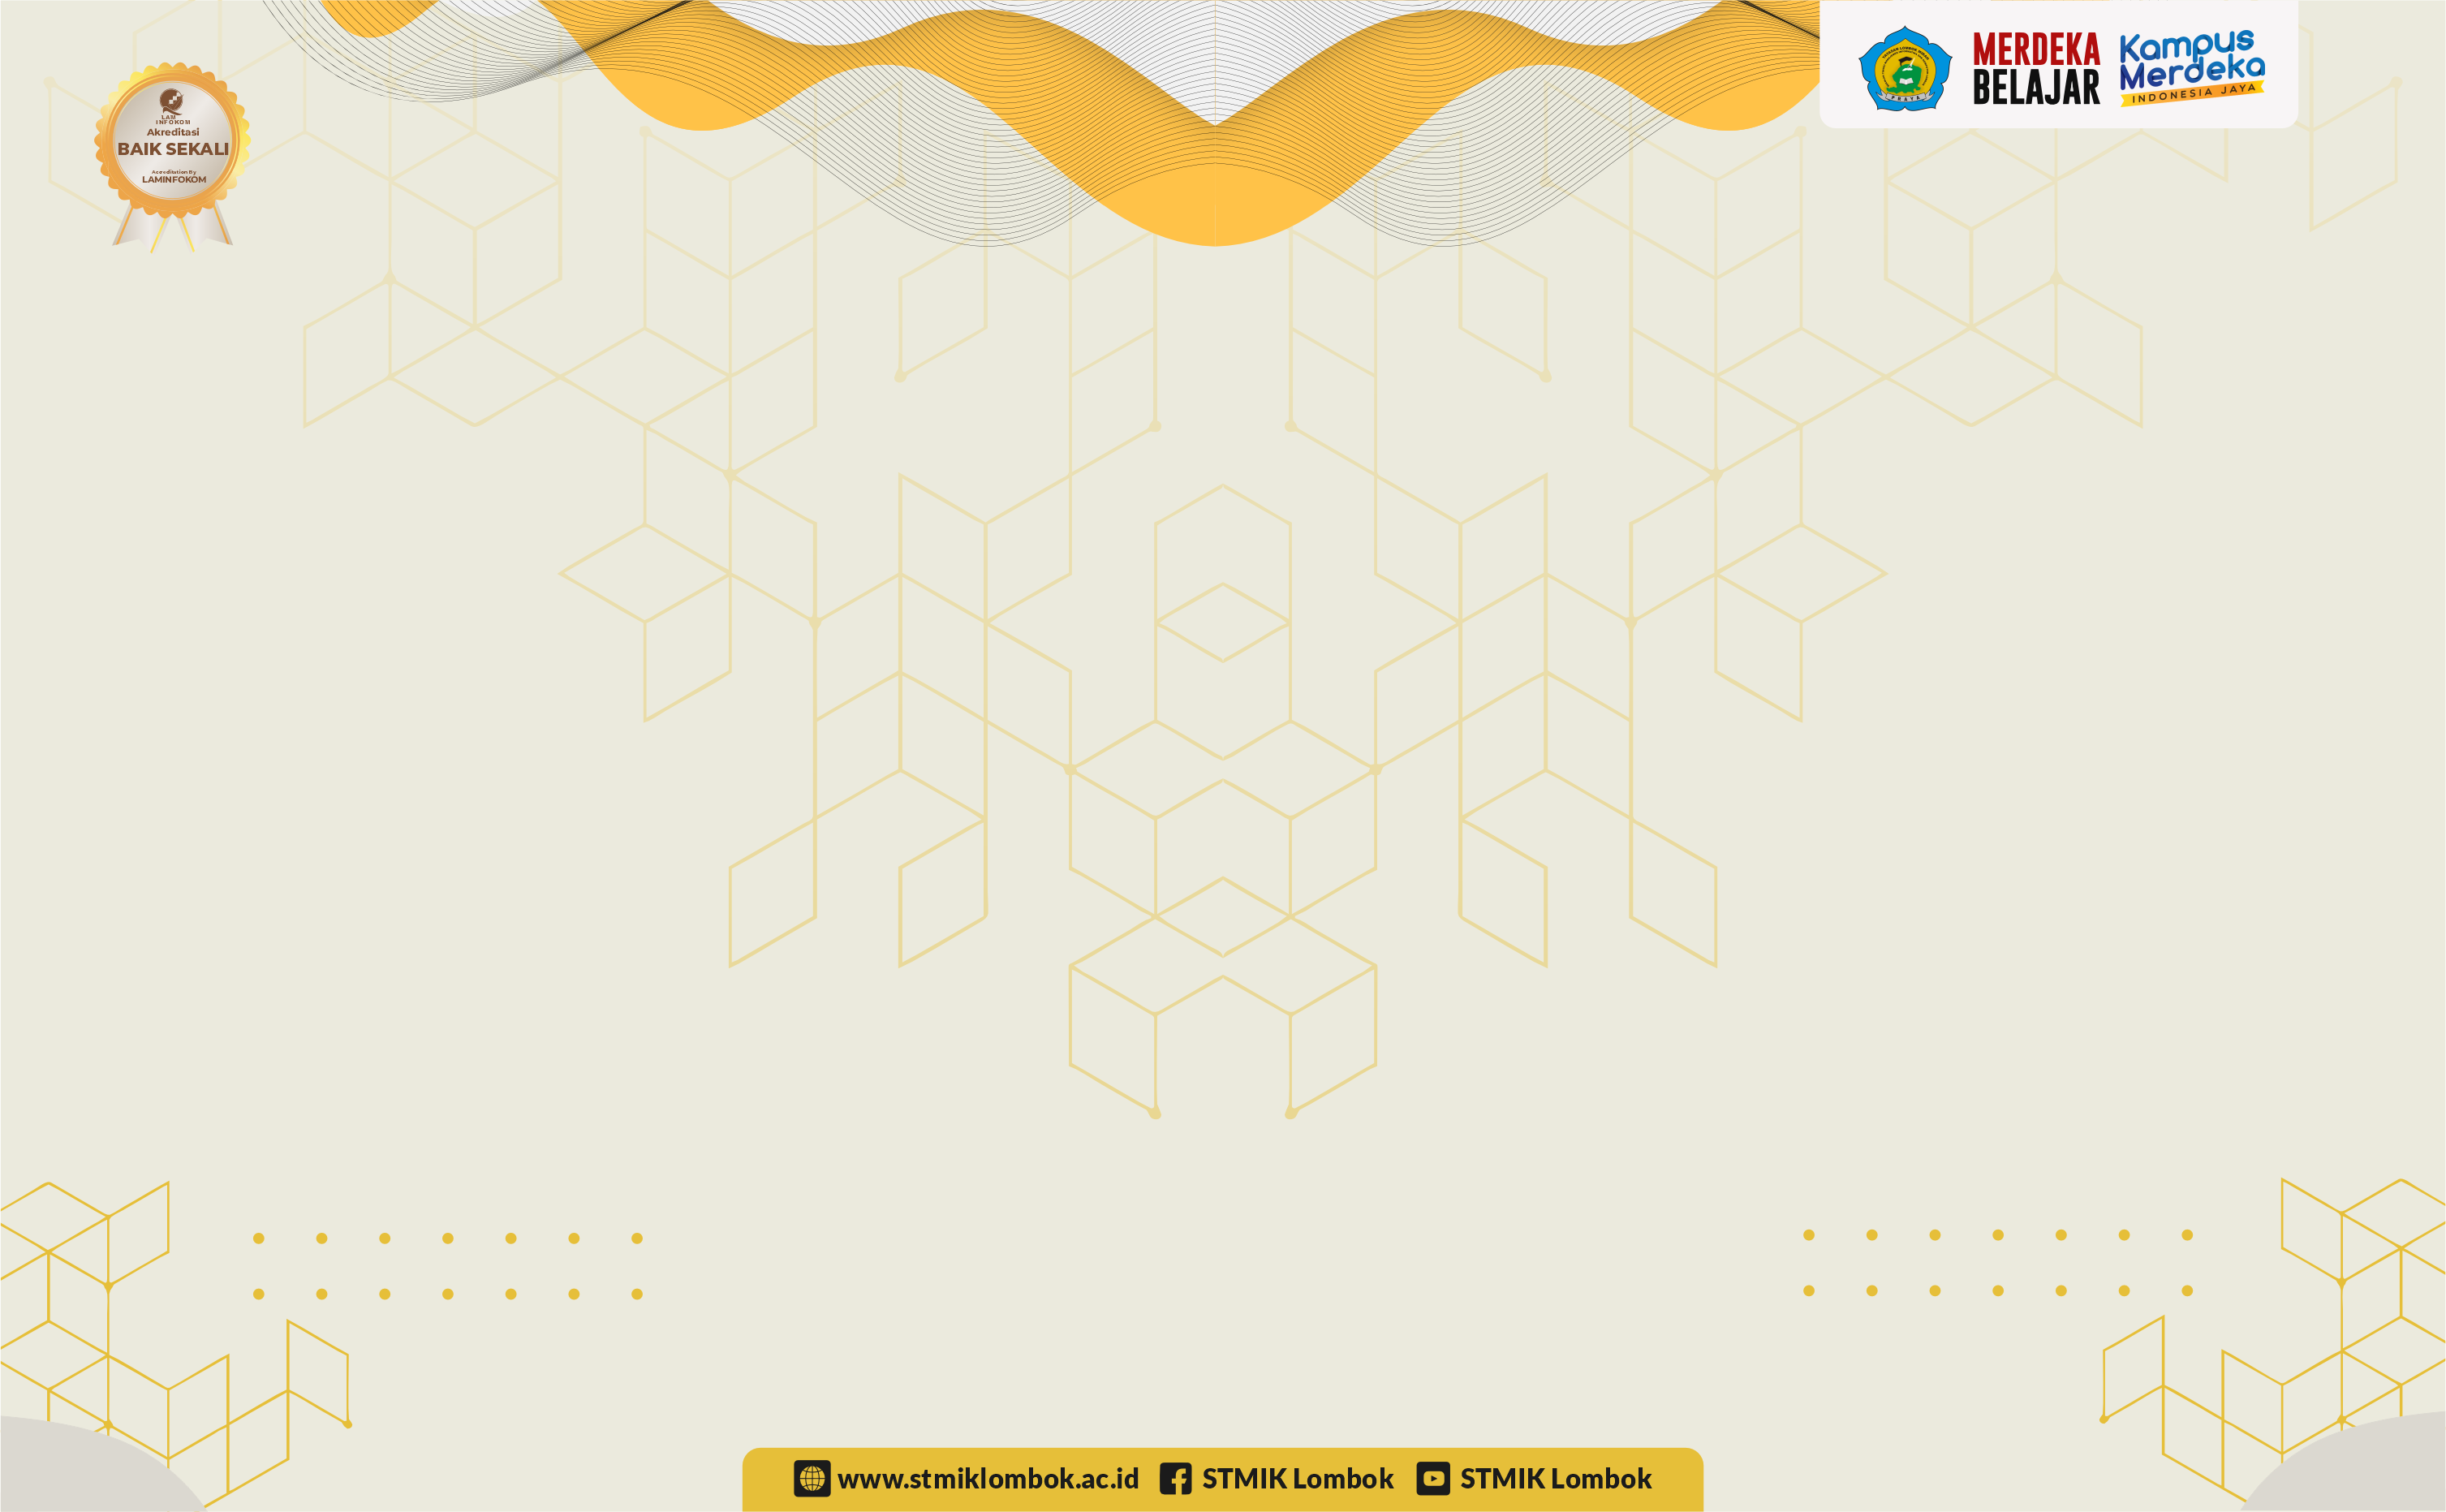 LAM
INFOKOM
Akreditasi
BAIK SEKALI
Acreditation By
LAMINFOKOM
MERDEKA
BELAJAR
Kampus
Merdeka
INDONESIA JAYA
www.stmiklombok.ac.id STMIK Lombok STMIK Lombok